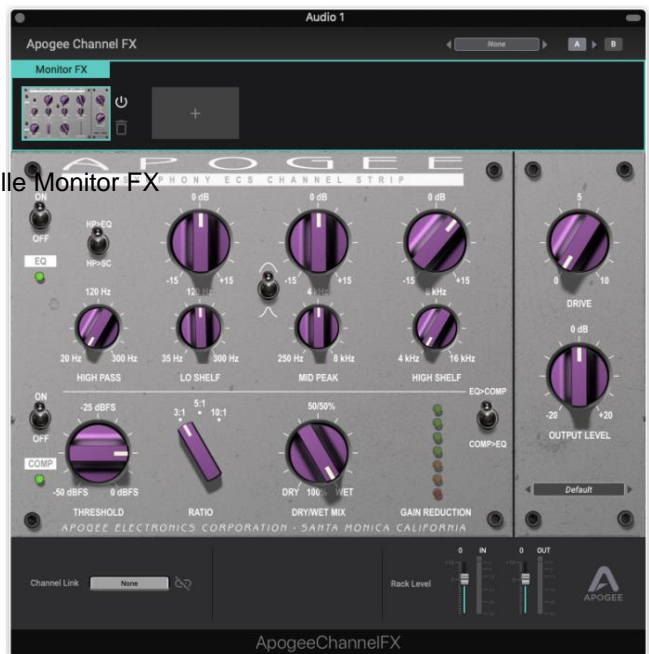 Audio 1
Apogee Channel FX
None
A B
Monitor FX
+
APOGEE
lle Monitor FX
SYMPHONY ECS CHANNEL STRIP
ON
OFF
EQ
HP>EQ
HP>SC
0 dB
-15 +15
0 dB
-15 +15
0 dB
-15 +15
5
0 10
DRIVE
120 Hz
20 Hz 300 Hz
HIGH PASS
35 Hz 300 Hz
LO SHELF
250 Hz 8 kHz
MID PEAK
8 kHz
4 kHz 16 kHz
HIGH SHELF
0 dB
-20 +20
OUTPUT LEVEL
ON
OFF
COMP
-25 dBFS
-50 dBFS 0 dBFS
THRESHOLD
3:1 5:1 10:1
RATIO
50/50%
DRY 100% WET
DRY/WET MIX
GAIN REDUCTION
EQ>COMP
COMP>EQ
Default
APOGEE ELECTRONICS CORPORATION - SANTA MONICA CALIFORNIA
Channel Link None
Rack Level
0 IN
0 OUT
APOGEE
ApogeeChannelFX